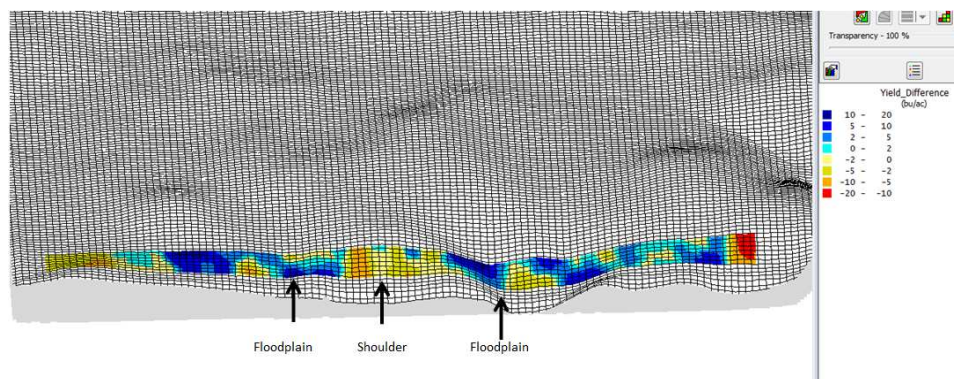 Transparency - 100 %
Yield_Difference
(bu/ac)
10 - 20
5 - 10
2 - 5
0 - 2
-2 - 0
-5 - -2
-10 - -5
-20 - -10
Floodplain Shoulder Floodplain